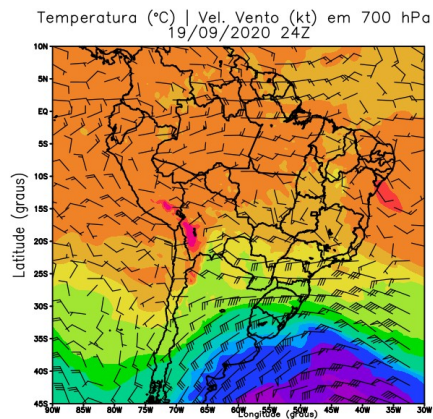 Temperatura (°C) | Vel. Vento (kt) em 700 hPa
19/09/2020 24Z
Latitude (graus)
10N
5N
EQ
5S
10S
15S
20S
25S
30S
35S
40S
45S
90W 85W 80W 75W 70W 65W 60W 55W 50W 45W 40W 35W 30W
Longitude (graus)